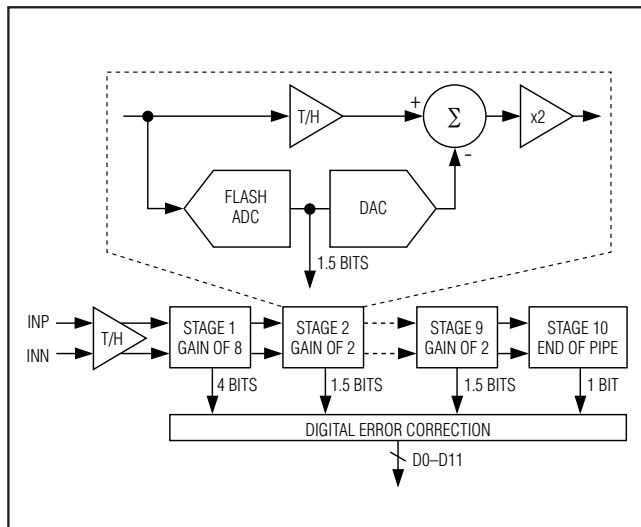 T/H
+
Σ
x2
-
FLASH
ADC
DAC
1.5 BITS
INP
INN
T/H
STAGE 1
GAIN OF 8
STAGE 2
GAIN OF 2
STAGE 9
GAIN OF 2
STAGE 10
END OF PIPE
4 BITS
1.5 BITS
1.5 BITS
1 BIT
DIGITAL ERROR CORRECTION
D0–D11